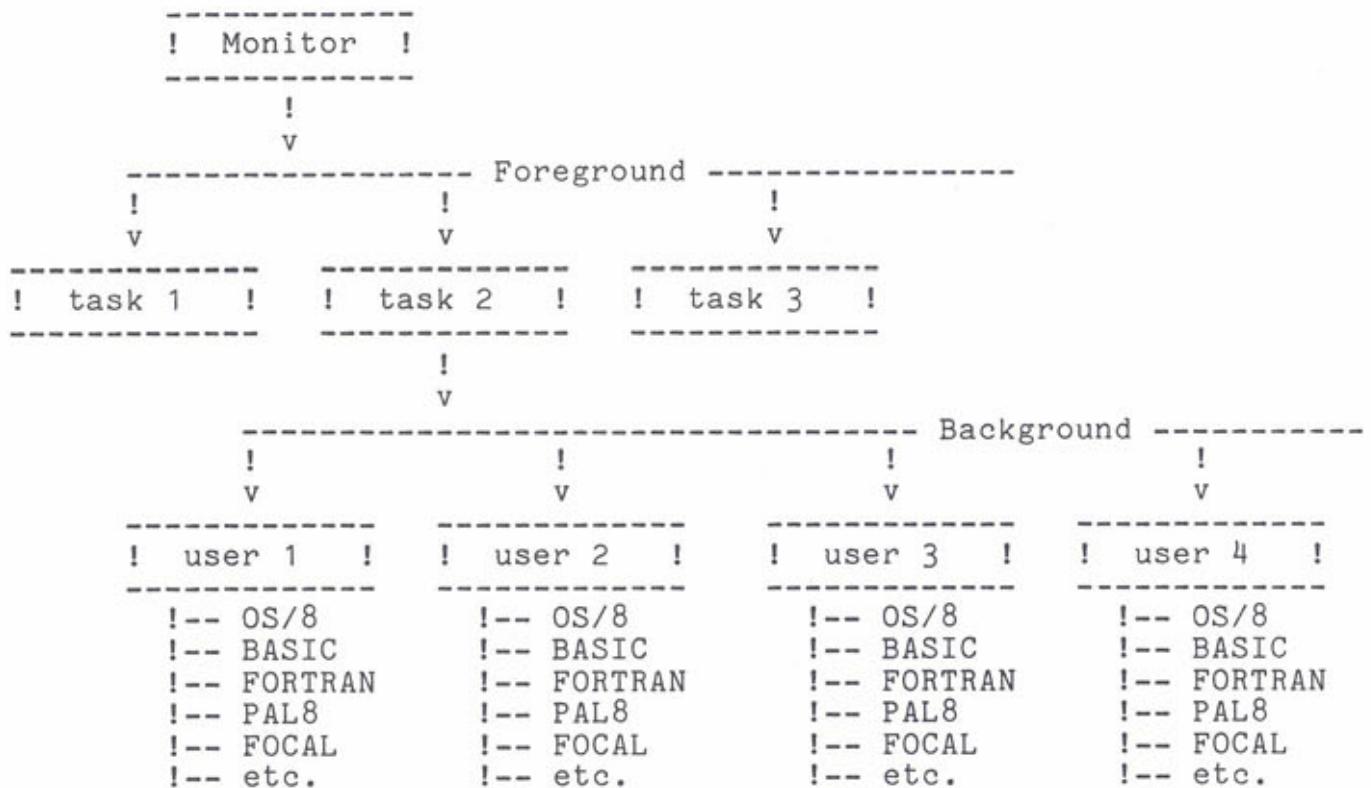 -------------
!  Monitor  !
-------------
!
v
------------------ Foreground ----------------
! ! !
v v v
------------- ------------- -------------
!  task 1  ! !  task 2  ! !  task 3  !
------------- ------------- -------------
!
v
----------------------------------- Background -----------
! ! ! !
v v v v
------------- ------------- ------------- -------------
!  user 1  ! !  user 2  ! !  user 3  ! !  user 4  !
------------- ------------- ------------- -------------
!-- OS/8 !-- OS/8 !-- OS/8 !-- OS/8
!-- BASIC !-- BASIC !-- BASIC !-- BASIC
!-- FORTRAN !-- FORTRAN !-- FORTRAN !-- FORTRAN
!-- PAL8 !-- PAL8 !-- PAL8 !-- PAL8
!-- FOCAL !-- FOCAL !-- FOCAL !-- FOCAL
!-- etc. !-- etc. !-- etc. !-- etc.